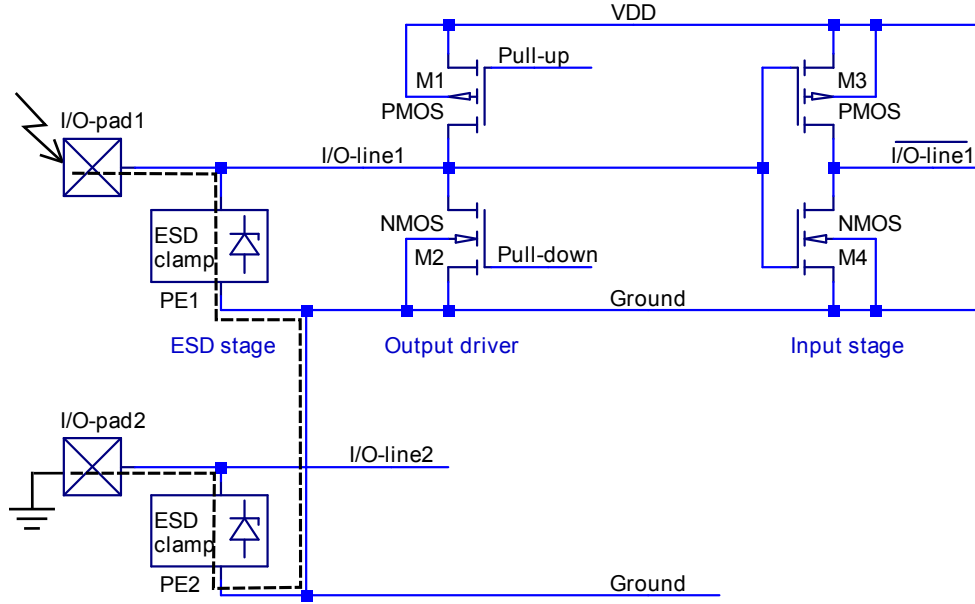 VDD
Pull-up
M1
PMOS
M3
PMOS
I/O-pad1
I/O-line1
I/O-line1
ESD
clamp
NMOS
M2
Pull-down
NMOS
M4
PE1
Ground
ESD stage
Output driver
Input stage
I/O-pad2
I/O-line2
ESD
clamp
PE2
Ground